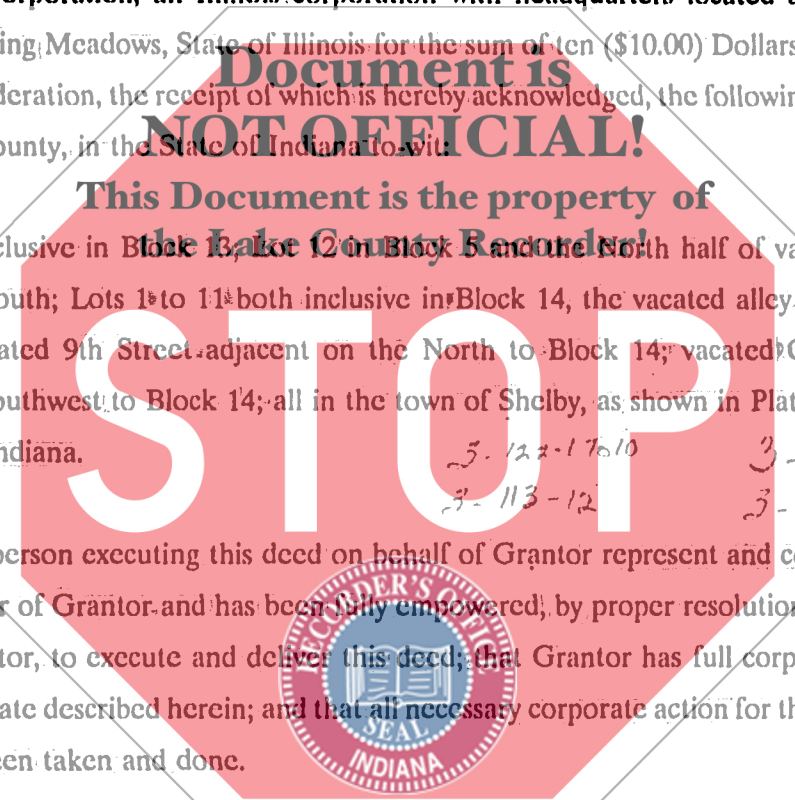 orporation, an Illinois corporation with headquarters located a
ing Meadows, State of Illinois for the sum of ten ($10.00) Dollars
Document is
deration, the receipt of which is hereby acknowledged, the followin
NOT OFFICIAL!
ounty, in the State of Indiana to-wit:
This Document is the property of
the Lake County Recorder!
clusive in Block 13, Lot 12 in Block 5 and the North half of va
outh; Lots 1 to 11 both inclusive in Block 14, the vacated alley
ated 9th Street adjacent on the North to Block 14; vacated
STOP
outhwest to Block 14; all in the town of Shelby, as shown in Plat
ndiana.
3-113-12
person executing this deed on behalf of Grantor represent and c
r of Grantor and has been fully empowered, by proper resolution
tor, to execute and deliver this deed; that Grantor has full corp
ate described herein; and that all necessary corporate action for th
een taken and done.
RECORDER'S OFFICE
SEAL
INDIANA